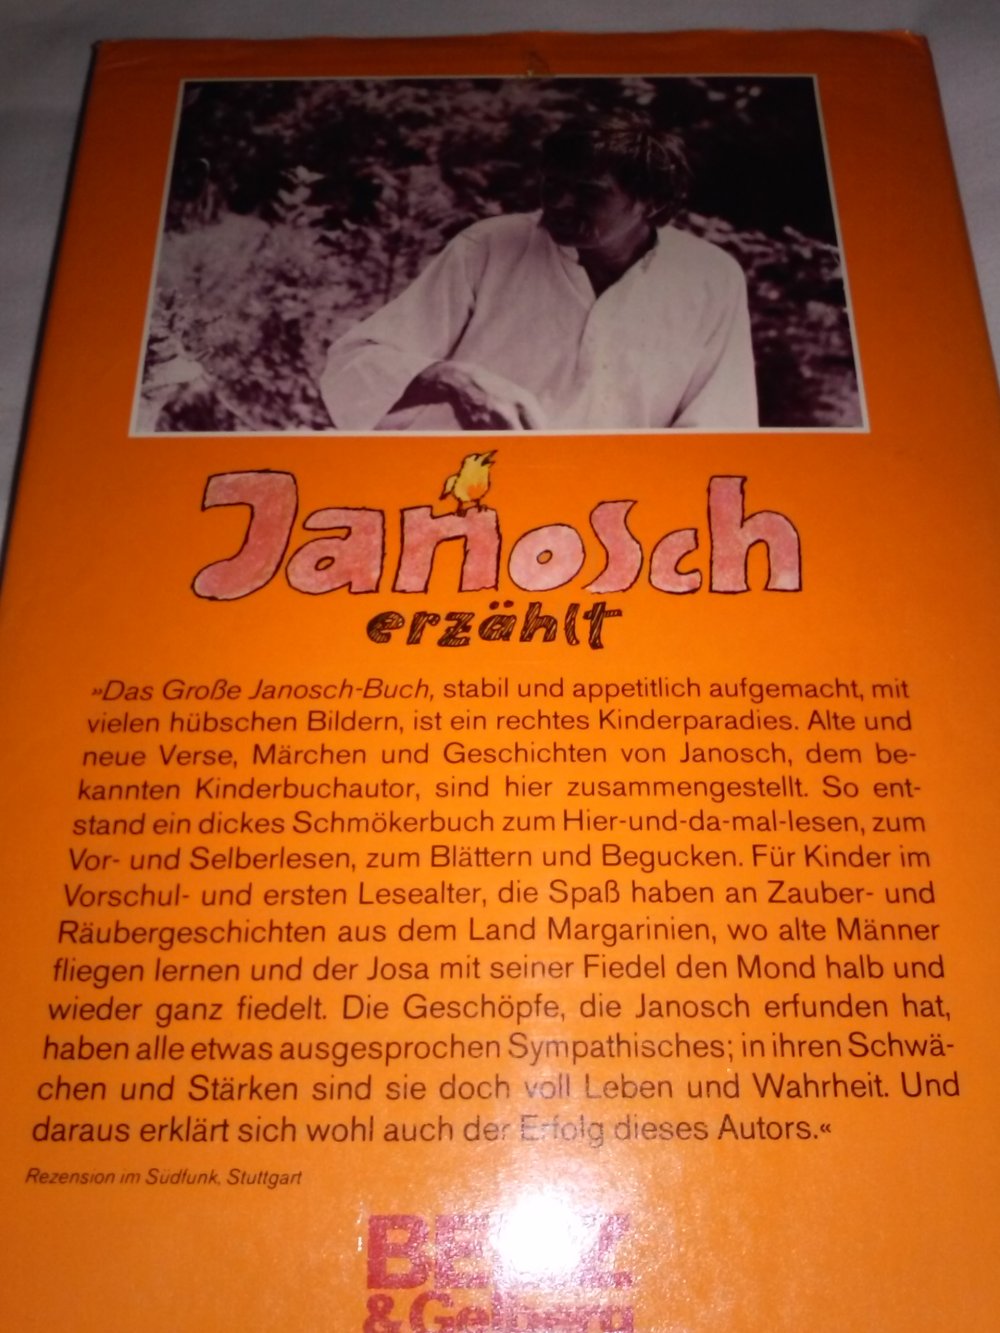 Janosch
erzählt
»Das Große Janosch-Buch, stabil und appetitlich aufgemacht, mit
vielen hübschen Bildern, ist ein rechtes Kinderparadies. Alte und
neue Verse, Märchen und Geschichten von Janosch, dem be-
kannten Kinderbuchautor, sind hier zusammengestellt. So ent-
stand ein dickes Schmökerbuch zum Hier-und-da-mal-lesen, zum
Vor- und Selberlesen, zum Blättern und Begucken. Für Kinder im
Vorschul- und ersten Lesealter, die Spaß haben an Zauber- und
Räubergeschichten aus dem Land Margarinien, wo alte Männer
fliegen lernen und der Josa mit seiner Fiedel den Mond halb und
wieder ganz fiedelt. Die Geschöpfe, die Janosch erfunden hat,
haben alle etwas ausgesprochen Sympathisches; in ihren Schwä-
chen und Stärken sind sie doch voll Leben und Wahrheit. Und
daraus erklärt sich wohl auch der Erfolg dieses Autors.«
Rezension im Südfunk, Stuttgart
BELTZ
& Gelberg